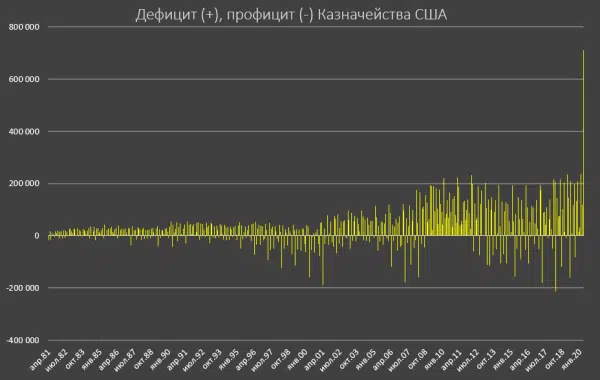 Дефицит (+), профицит (-) Казначейства США
800 000
600 000
400 000
200 000
0
-200 000
-400 000
апр.81
июл.82
окт.83
янв.85
апр.86
июл.87
окт.88
янв.90
апр.91
июл.92
окт.93
янв.95
апр.96
июл.97
окт.98
янв.00
апр.01
июл.02
окт.03
янв.05
апр.06
июл.07
окт.08
янв.10
апр.11
июл.12
окт.13
янв.15
апр.16
июл.17
окт.18
янв.20